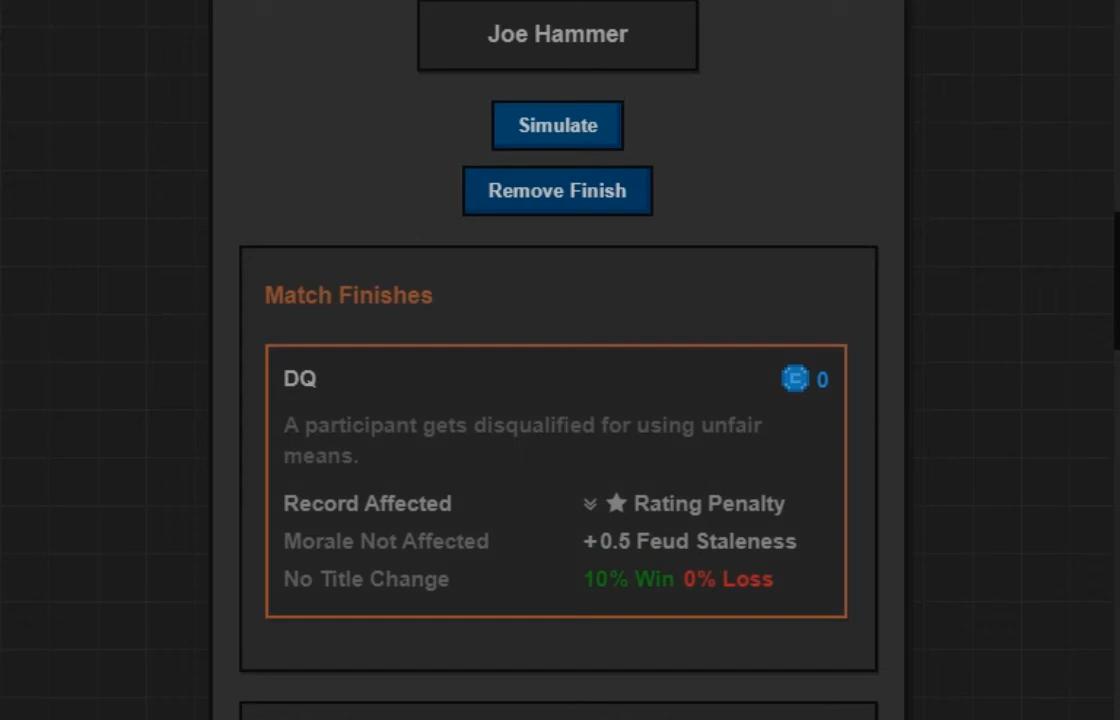 Joe Hammer
Simulate
Remove Finish
Match Finishes
DQ
0
A participant gets disqualified for using unfair
means.
Record Affected
Rating Penalty
Morale Not Affected
+0.5 Feud Staleness
No Title Change
10% Win 0% Loss